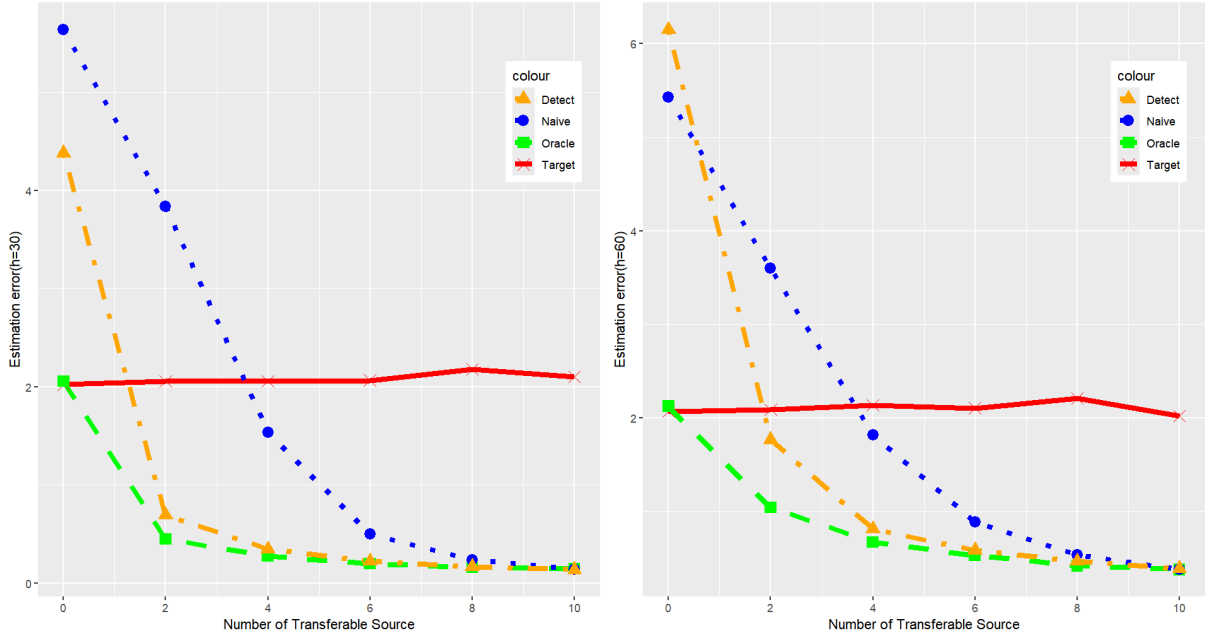 Estimation error(h=30)
4
2
0
colour
Detect
Naive
Oracle
Target
0 2 4 6 8 10
Number of Transferable Source
Estimation error(h=60)
6
4
2
colour
Detect
Naive
Oracle
Target
0 2 4 6 8 10
Number of Transferable Source